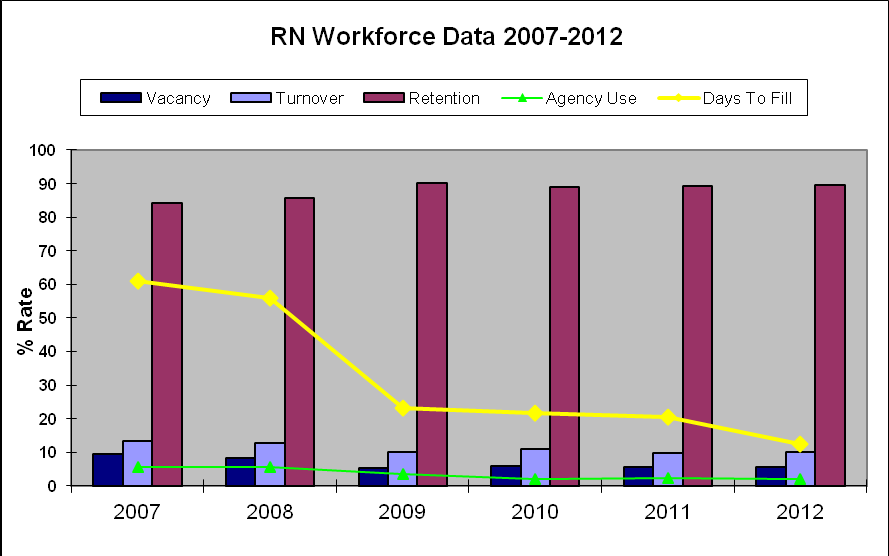 RN Workforce Data 2007-2012
Vacancy Turnover Retention Agency Use Days To Fill
100
90
80
70
60
50
40
30
20
10
0
% Rate
2007 2008 2009 2010 2011 2012